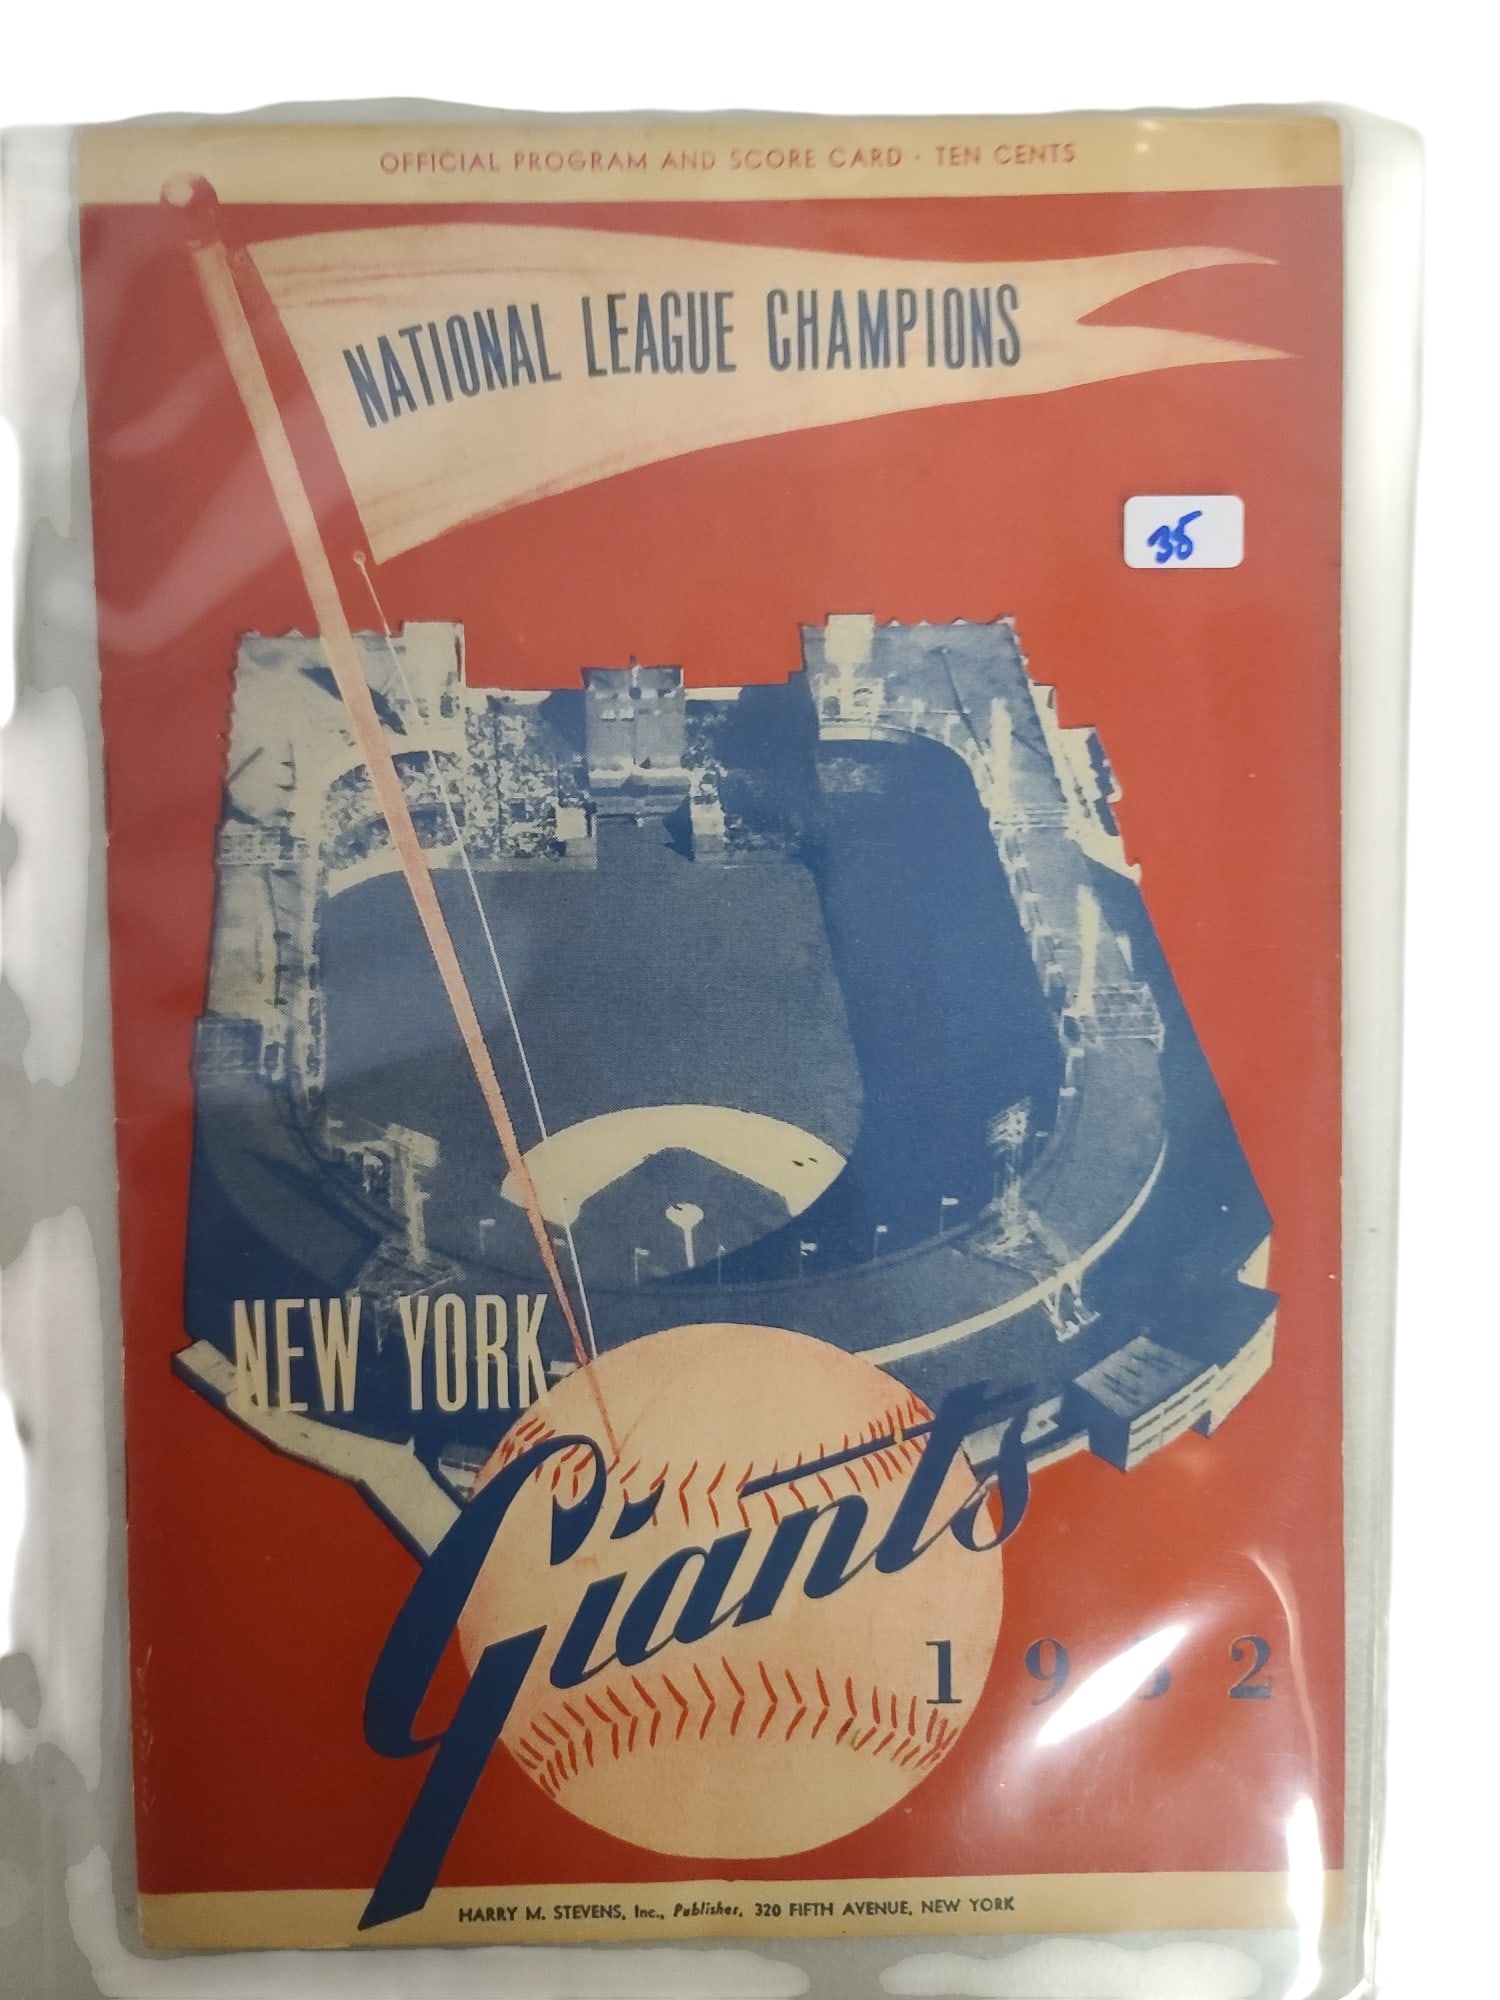 OFFICIAL PROGRAM AND SCORE CARD · TEN CENTS
NATIONAL LEAGUE CHAMPIONS
35
NEW YORK
Giants
HARRY M. STEVENS, Inc., Publisher, 320 FIFTH AVENUE, NEW YORK